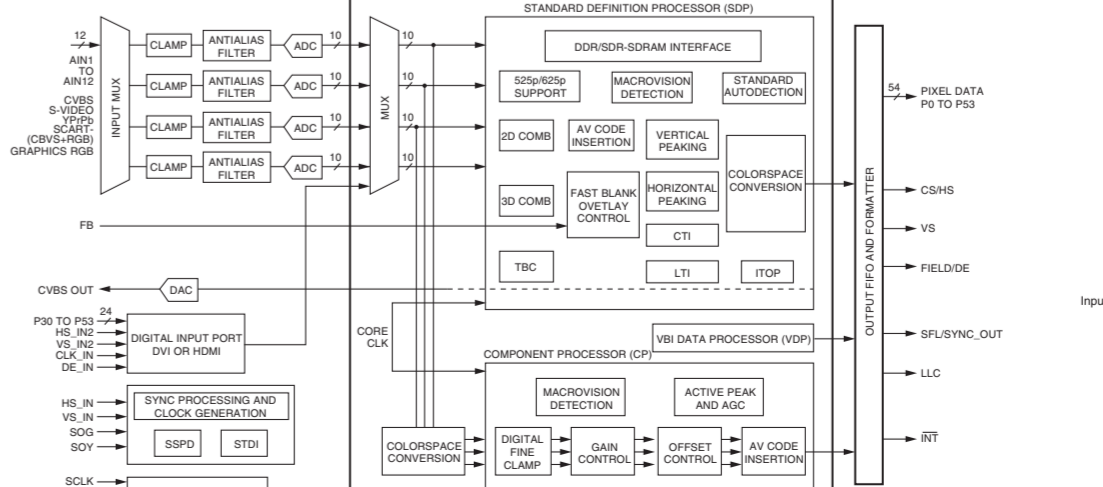 STANDARD DEFINITION PROCESSOR (SDP)
DDR/SDR-SDRAM INTERFACE
525p/625p
SUPPORT
MACROVISION
DETECTION
STANDARD
AUTODECTION
2D COMB
AV CODE
INSERTION
VERTICAL
PEAKING
COLORSPACE
CONVERSION
3D COMB
FAST BLANK
OVETLAY
CONTROL
HORIZONTAL
PEAKING
CTI
TBC
LTI
ITOP
12
AIN1
TO
AIN12
CVBS
S-VIDEO
YPrPb
SCART-
(CBVS+RGB)
GRAPHICS RGB
INPUT MUX
CLAMP
ANTIALIAS
FILTER
ADC
10
CLAMP
ANTIALIAS
FILTER
ADC
10
CLAMP
ANTIALIAS
FILTER
ADC
10
CLAMP
ANTIALIAS
FILTER
ADC
10
MUX
10
10
10
10
FB
CVBS OUT
DAC
P30 TO P53
24
HS_IN2
VS_IN2
CLK_IN
DE_IN
DIGITAL INPUT PORT
DVI OR HDMI
HS_IN
VS_IN
SOG
SOY
SYNC PROCESSING AND
CLOCK GENERATION
SSPD
STDI
SCLK
CORE
CLK
VBI DATA PROCESSOR (VDP)
COMPONENT PROCESSOR (CP)
MACROVISION
DETECTION
ACTIVE PEAK
AND AGC
COLORSPACE
CONVERSION
DIGITAL
FINE
CLAMP
GAIN
CONTROL
OFFSET
CONTROL
AV CODE
INSERTION
OUTPUT FIFO AND FORMATTER
54
PIXEL DATA
P0 TO P53
CS/HS
VS
FIELD/DE
SFL/SYNC_OUT
LLC
INT
Inpu